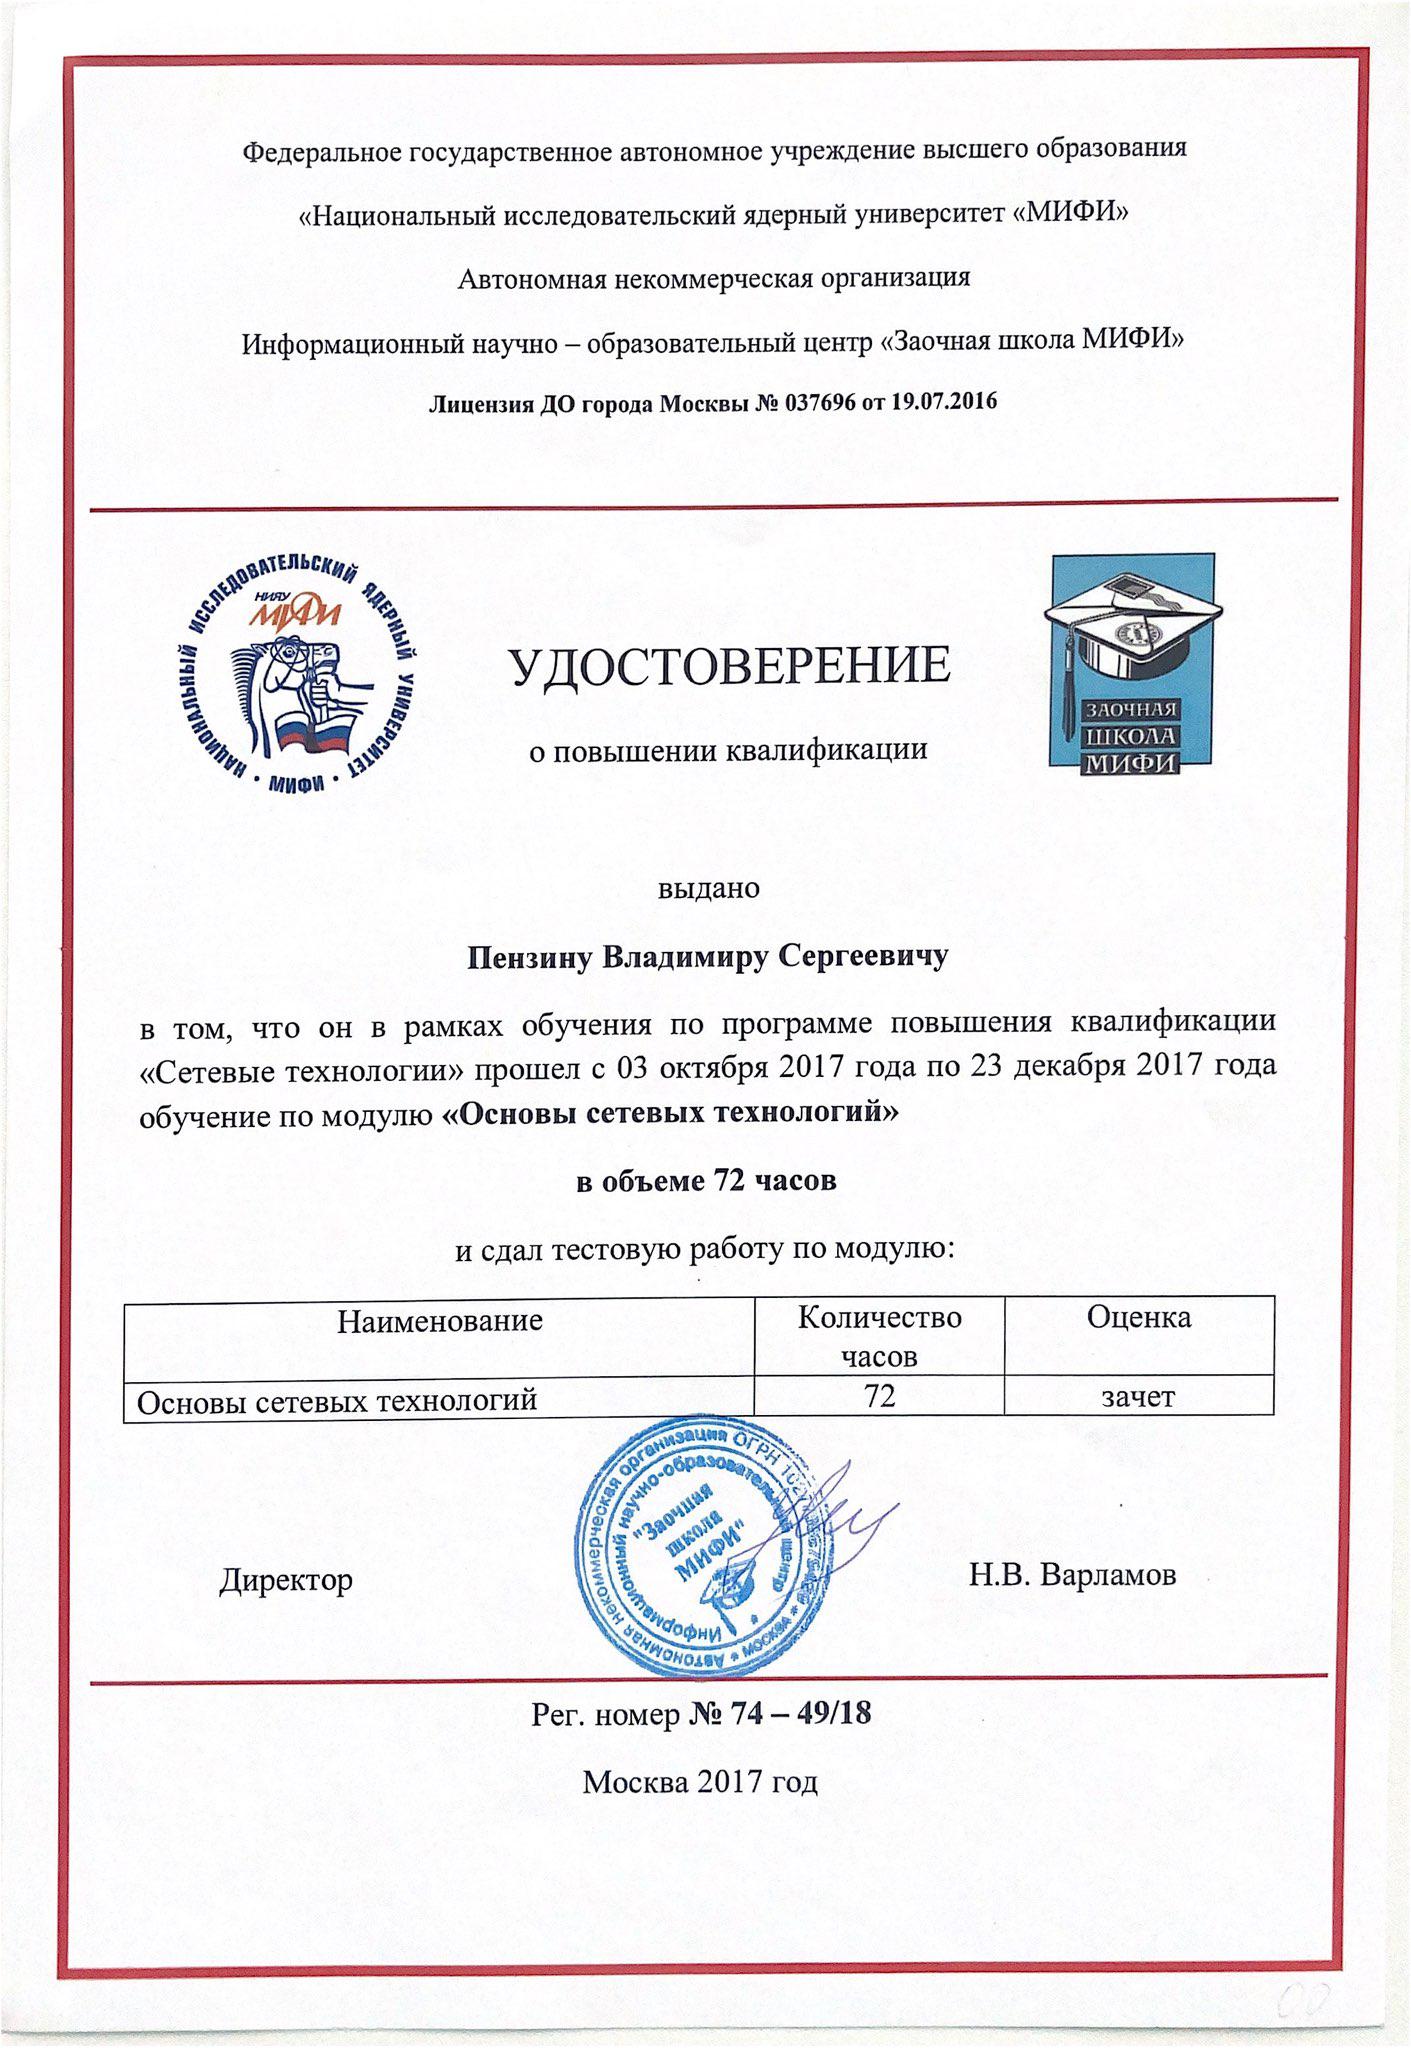 Федеральное государственное автономное учреждение высшего образования
«Национальный исследовательский ядерный университет «МИФИ»
Автономная некоммерческая организация
Информационный научно – образовательный центр «Заочная школа МИФИ»
Лицензия ДО города Москвы № 037696 от 19.07.2016
НАЦИОНАЛЬНЫЙ ИССЛЕДОВАТЕЛЬСКИЙ ЯДЕРНЫЙ УНИВЕРСИТЕТ
• МИФИ •
НИЯУ
МИФИ
УДОСТОВЕРЕНИЕ
о повышении квалификации
ЗАОЧНАЯ
ШКОЛА
МИФИ
выдано
Пензину Владимиру Сергеевичу
в том, что он в рамках обучения по программе повышения квалификации
«Сетевые технологии» прошел с 03 октября 2017 года по 23 декабря 2017 года
обучение по модулю «Основы сетевых технологий»
в объеме 72 часов
и сдал тестовую работу по модулю:
Наименование Количество Оценка
часов
Основы сетевых технологий 72 зачет
Автономная некоммерческая организация ОГРН
* МОСКВА *
Информационный научно-образовательный центр
"Заочная
школа
МИФИ"
Директор Н.В. Варламов
Рег. номер № 74 – 49/18
Москва 2017 год